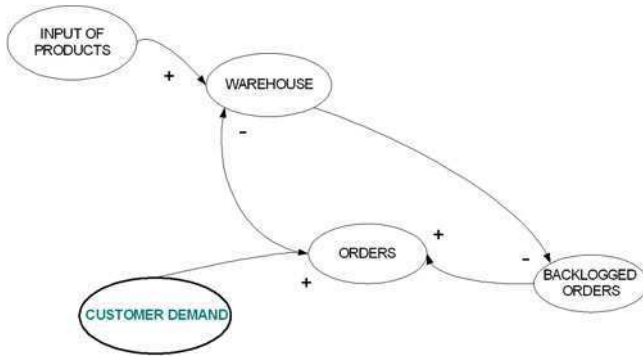 INPUT OF
PRODUCTS
+
WAREHOUSE
-
+
ORDERS
-
BACKLOGGED
ORDERS
+
CUSTOMER DEMAND